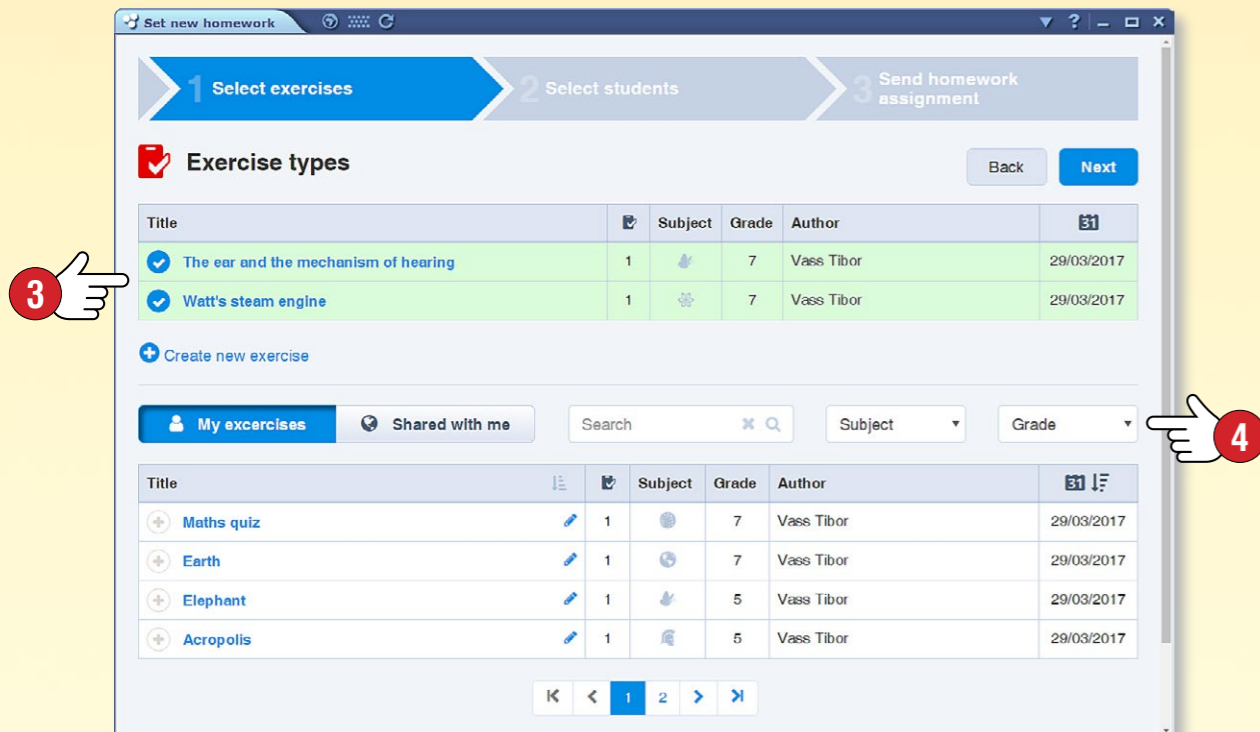 Set new homework
?
1 Select exercises
2 Select students
3 Send homework
assignment
Exercise types
Back
Next
Title Subject Grade Author 31
The ear and the mechanism of hearing 1 7 Vass Tibor 29/03/2017
Watt's steam engine 1 7 Vass Tibor 29/03/2017
3
Create new exercise
My excercises
Shared with me
Search
Subject
Grade
4
Title Subject Grade Author 31
Maths quiz 1 7 Vass Tibor 29/03/2017
Earth 1 7 Vass Tibor 29/03/2017
Elephant 1 5 Vass Tibor 29/03/2017
Acropolis 1 5 Vass Tibor 29/03/2017
1 2